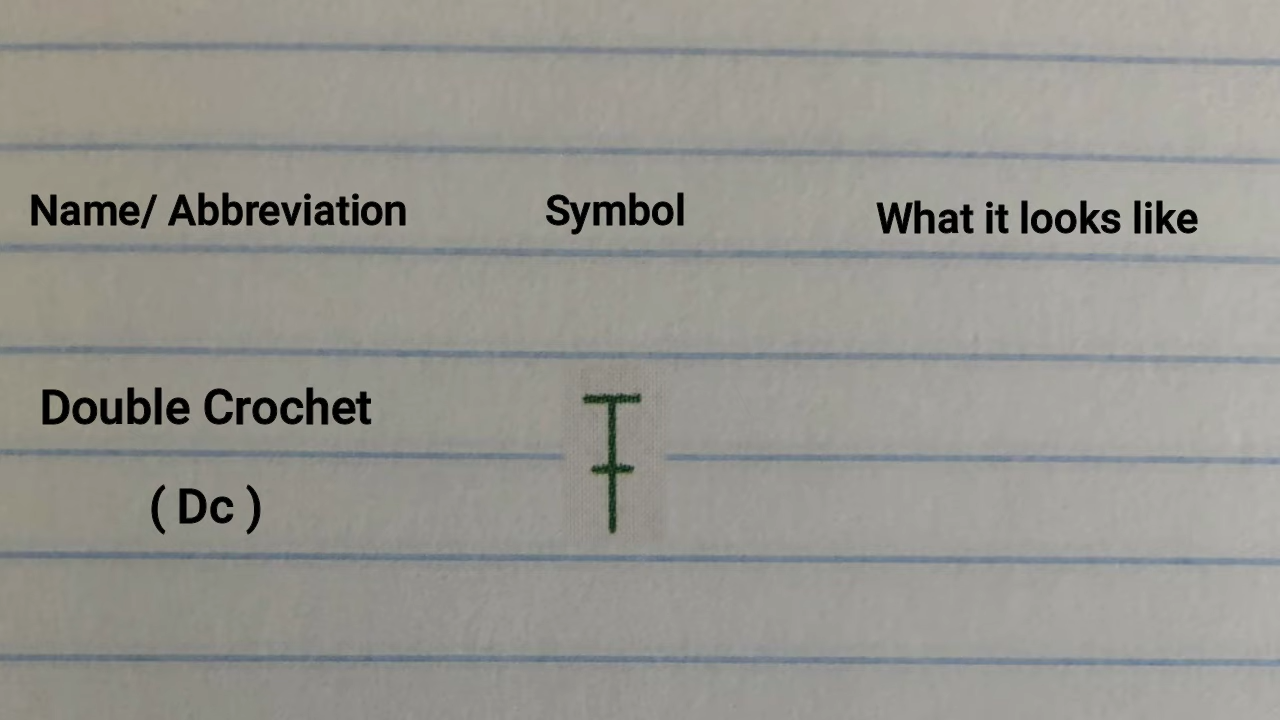 Name/ Abbreviation Symbol What it looks like
Double Crochet
( Dc )